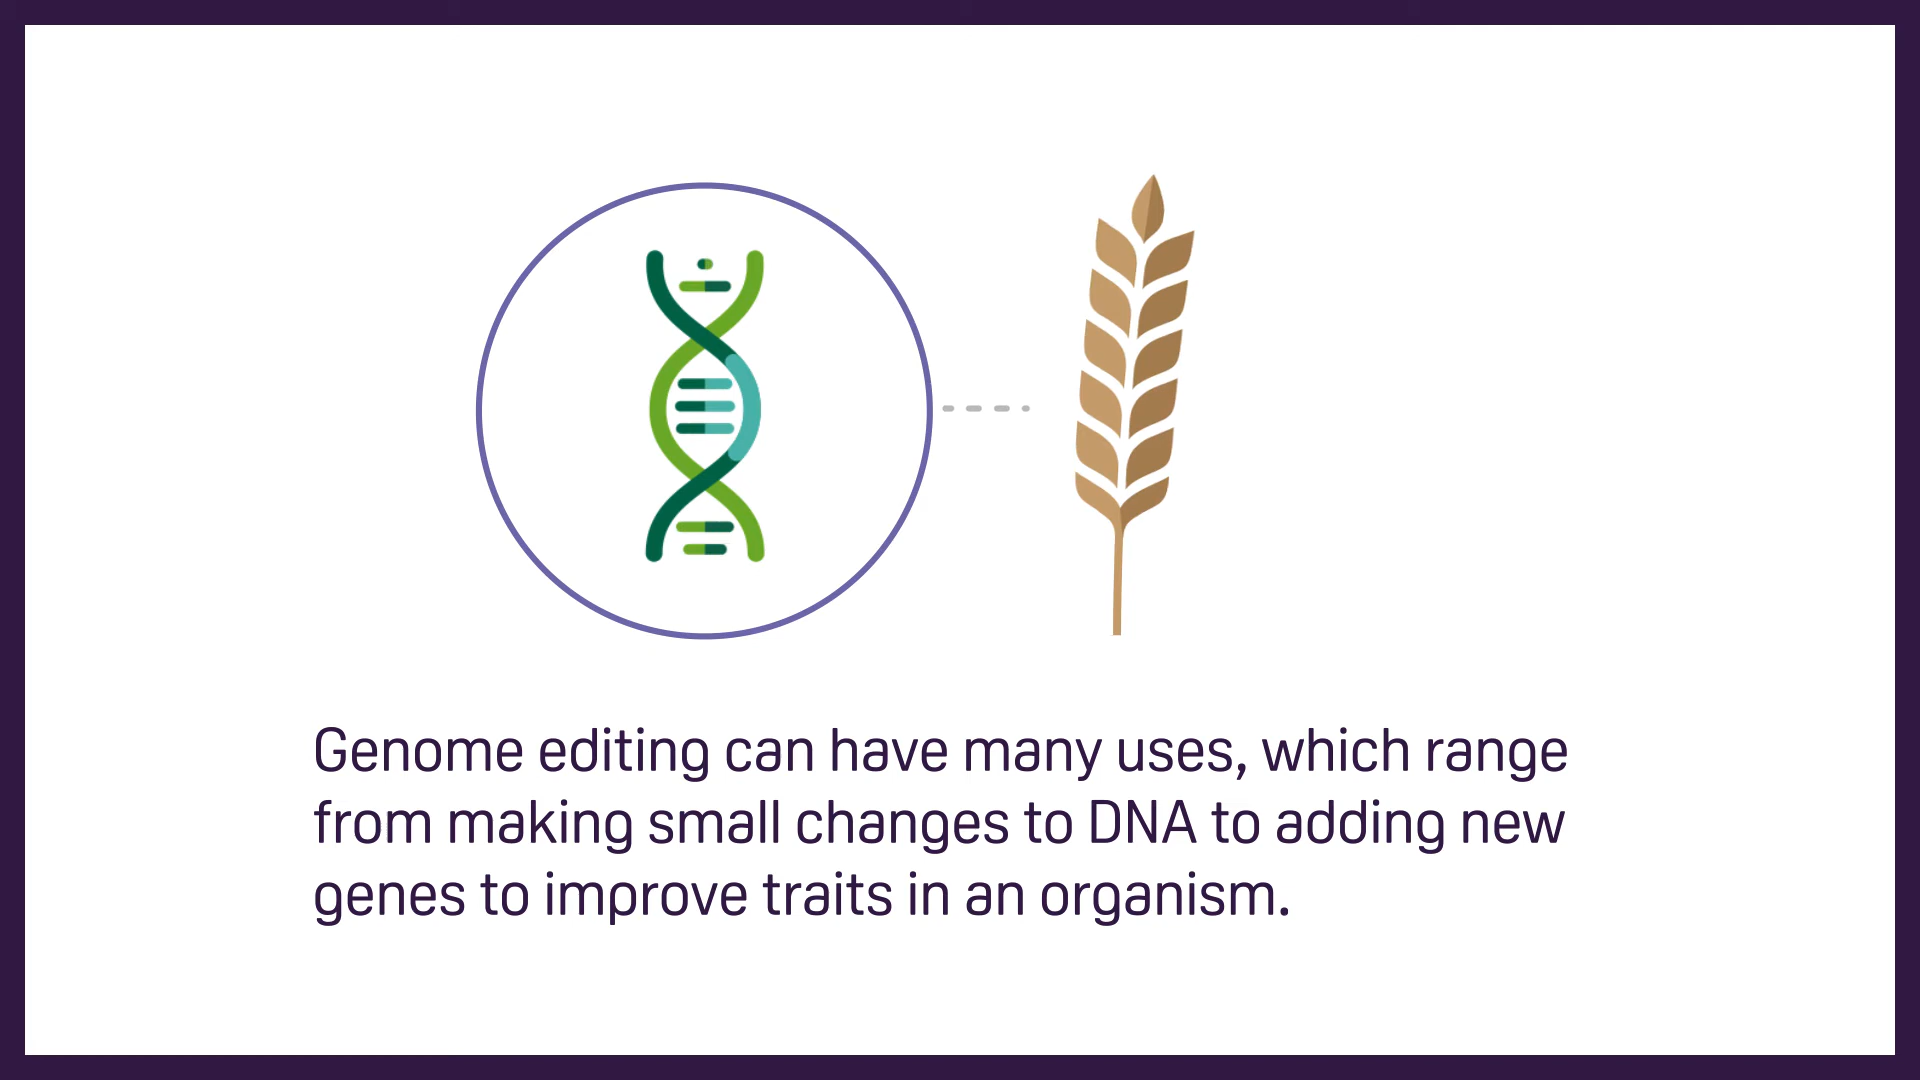 Genome editing can have many uses, which range
from making small changes to DNA to adding new
genes to improve traits in an organism.